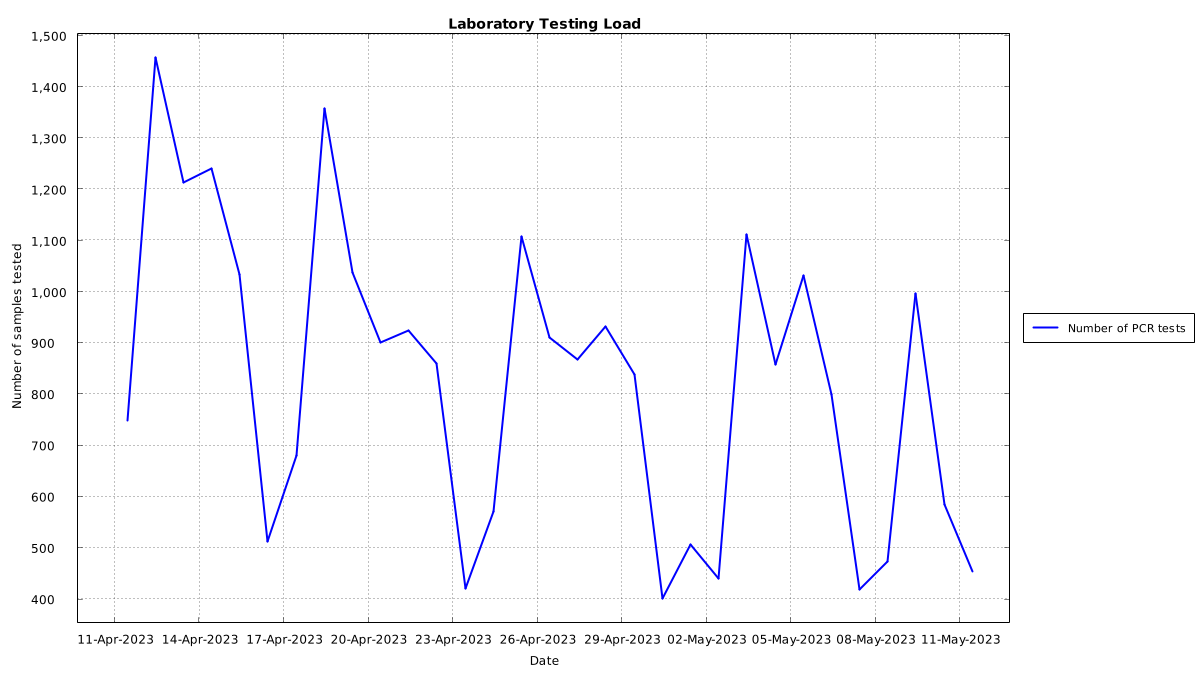 Laboratory Testing Load
1,500
1,400
1,300
1,200
1,100
1,000
900
800
700
600
500
400
Number of samples tested
11-Apr-2023 14-Apr-2023 17-Apr-2023 20-Apr-2023 23-Apr-2023 26-Apr-2023 29-Apr-2023 02-May-2023 05-May-2023 08-May-2023 11-May-2023
Date
Number of PCR tests